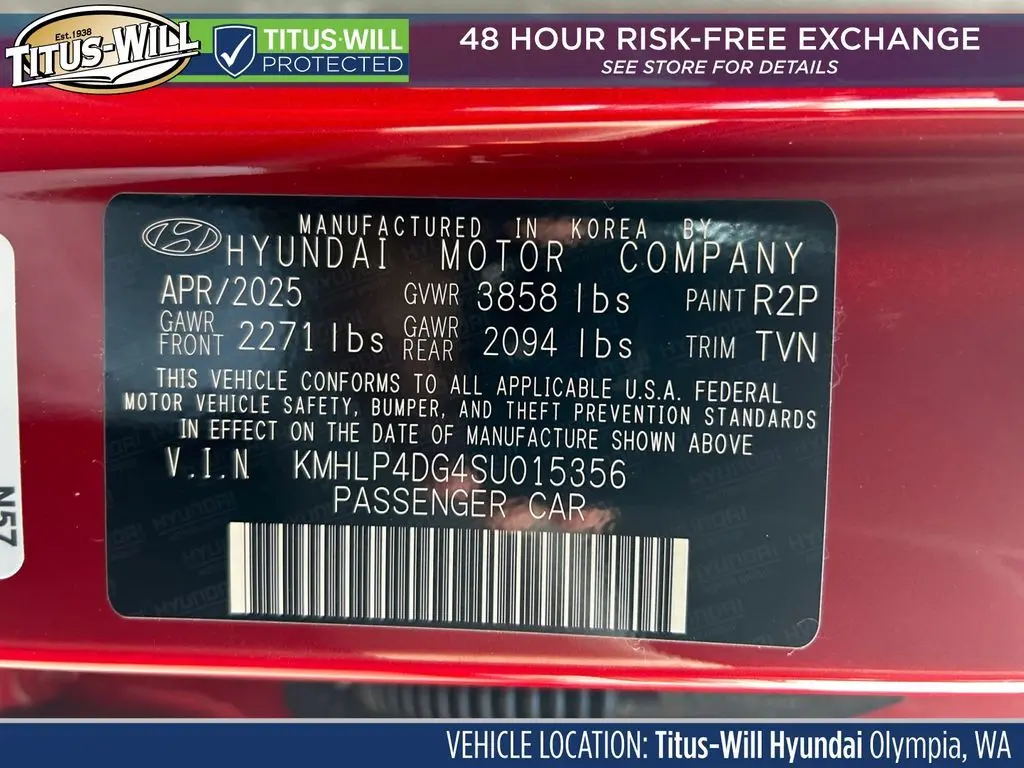 Est.1938
TITUS-WILL
TITUS-WILL
PROTECTED
48 HOUR RISK-FREE EXCHANGE
SEE STORE FOR DETAILS
MANUFACTURED IN KOREA BY
HYUNDAI MOTOR COMPANY
APR/2025 GVWR 3858 lbs PAINT R2P
GAWR FRONT 2271 lbs GAWR REAR 2094 lbs TRIM TVN
THIS VEHICLE CONFORMS TO ALL APPLICABLE U.S.A. FEDERAL
MOTOR VEHICLE SAFETY, BUMPER, AND THEFT PREVENTION STANDARDS
IN EFFECT ON THE DATE OF MANUFACTURE SHOWN ABOVE
V.I.N KMHLP4DG4SU015356
PASSENGER CAR
N57
VEHICLE LOCATION: Titus-Will Hyundai Olympia, WA